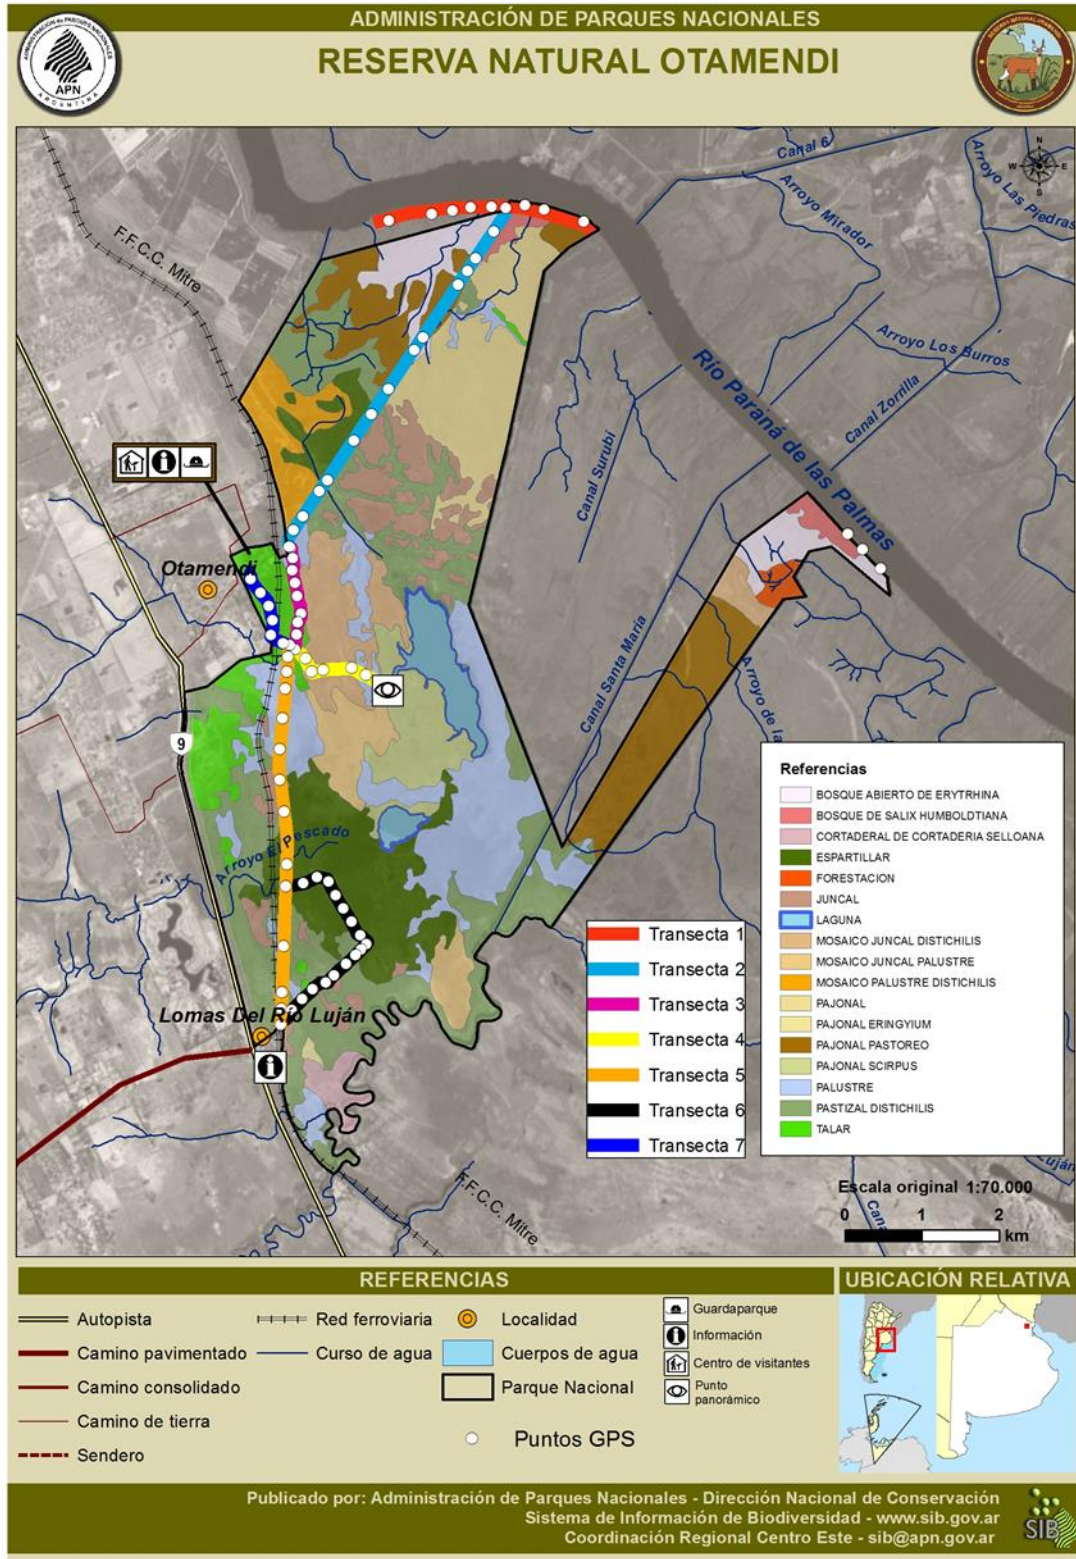 ADMINISTRACIÓN DE PARQUES NACIONALES
RESERVA NATURAL OTAMENDI
APN
ARGENTINA
RESERVA NATURAL OTAMENDI
Canal 6
Arroyo Las Piedras
Arroyo Mirador
N
W
E
S
F.F.C.C. Mitre
Arroyo Los Burros
Río Paraná de las Palmas
Canal Zorrilla
Canal Surubí
Otamendi
Canal Santa María
Arroyo de la
9
Arroyo El Pescado
Lomas Del Río Luján
F.F.C.C. Mitre
Luján
Cana
Referencias
BOSQUE ABIERTO DE ERYTRHINA
BOSQUE DE SALIX HUMBOLDTIANA
CORTADERAL DE CORTADERIA SELLOANA
ESPARTILLAR
FORESTACION
JUNCAL
LAGUNA
MOSAICO JUNCAL DISTICHILIS
MOSAICO JUNCAL PALUSTRE
MOSAICO PALUSTRE DISTICHILIS
PAJONAL
PAJONAL ERINGYIUM
PAJONAL PASTOREO
PAJONAL SCIRPUS
PALUSTRE
PASTIZAL DISTICHILIS
TALAR
Transecta 1
Transecta 2
Transecta 3
Transecta 4
Transecta 5
Transecta 6
Transecta 7
Escala original 1:70.000
0 1 2
km
REFERENCIAS
Autopista
Camino pavimentado
Camino consolidado
Camino de tierra
Sendero
Red ferroviaria
Curso de agua
Localidad
Cuerpos de agua
Parque Nacional
Puntos GPS
Guardaparque
Información
Centro de visitantes
Punto
panorámico
UBICACIÓN RELATIVA
Publicado por: Administración de Parques Nacionales - Dirección Nacional de Conservación
Sistema de Información de Biodiversidad - www.sib.gov.ar
Coordinación Regional Centro Este - sib@apn.gov.ar
SIB